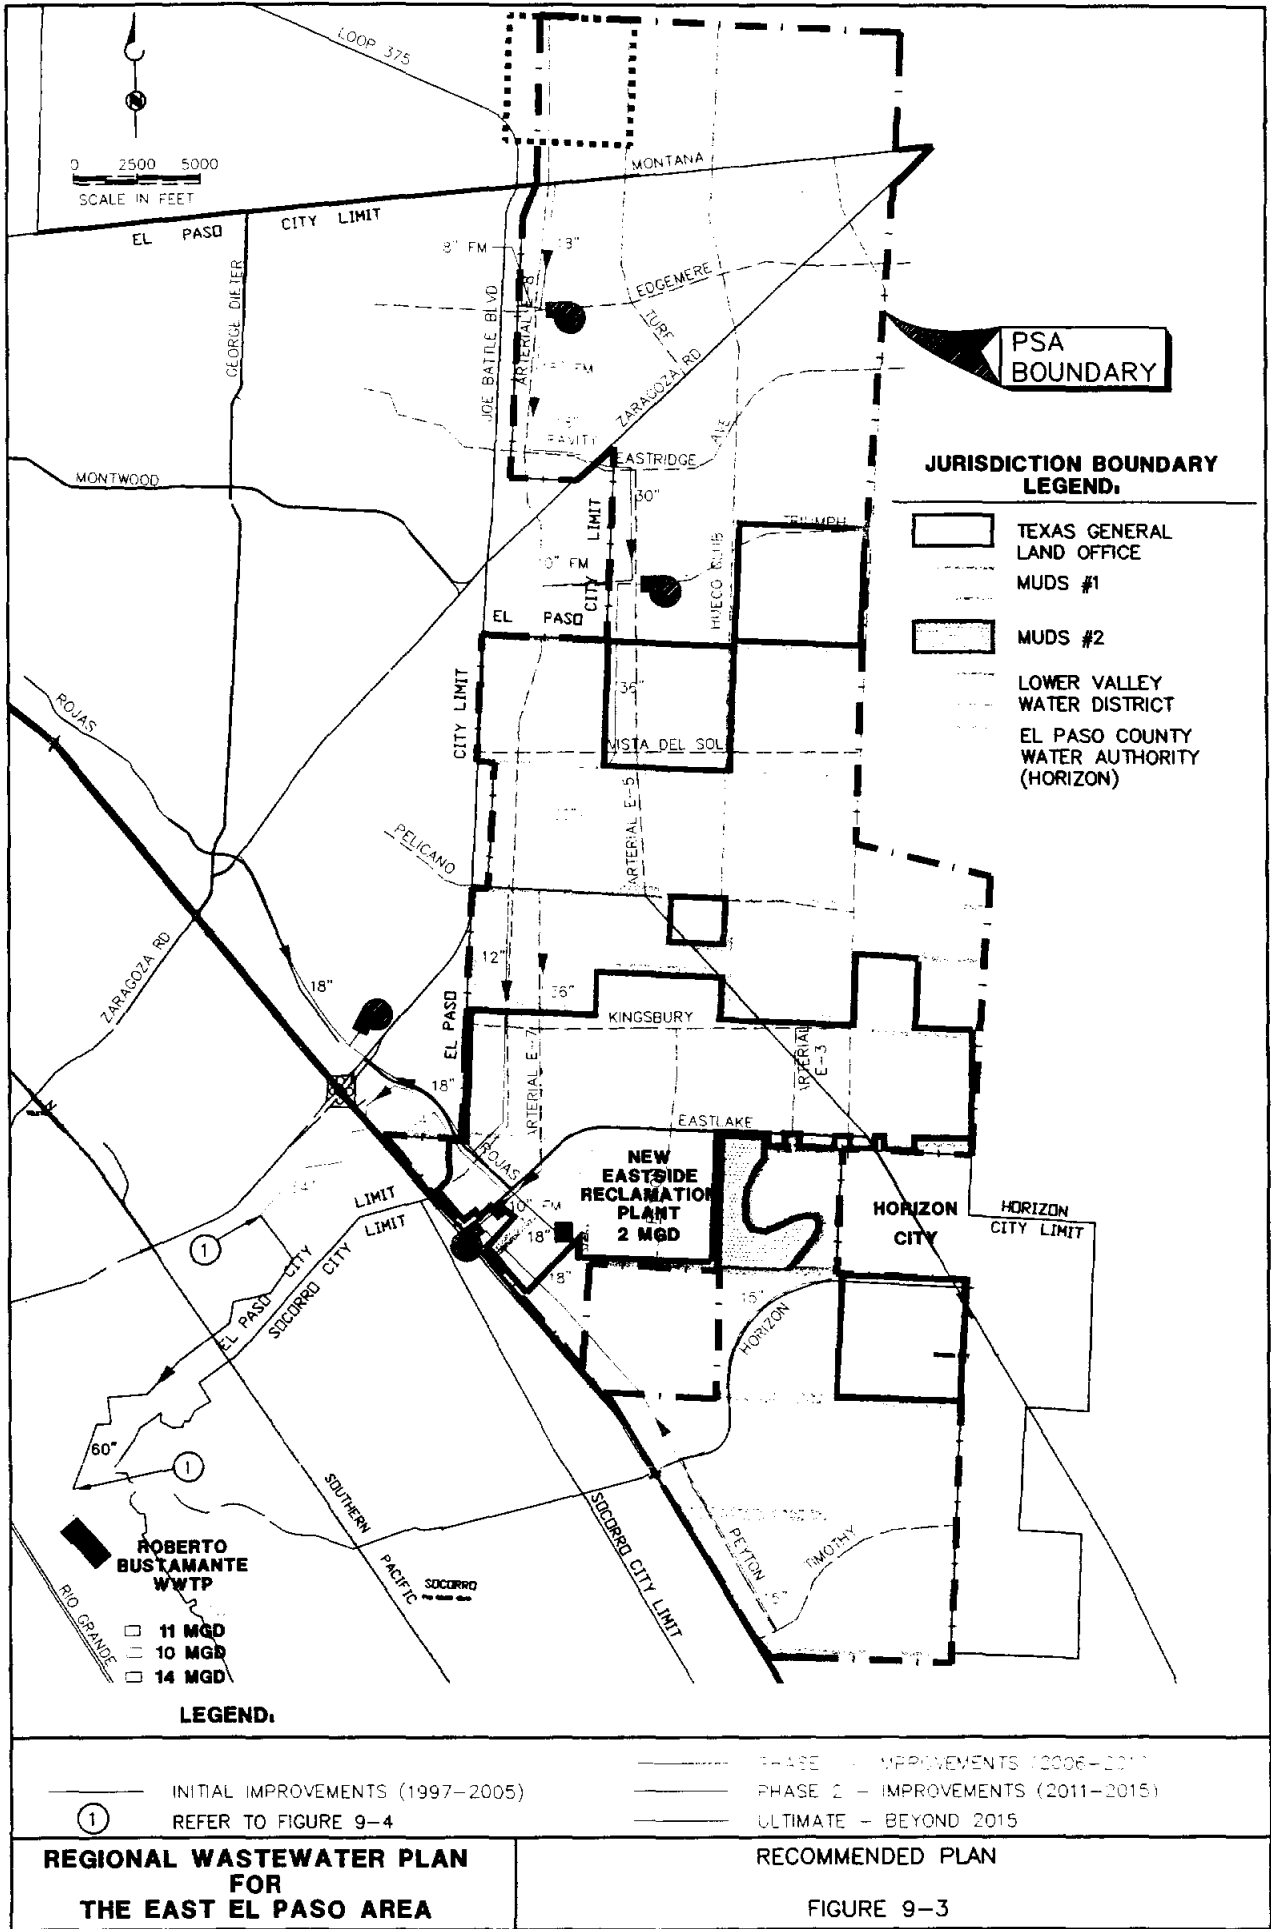 LOOP 375
0 2500 5000
SCALE IN FEET
MONTANA
EL PASO CITY LIMIT
8" FM
GEORGE DIETER
JOE BATTLE BLVD
EDGEMERE
TURF
ZARAGOZA RD
PSA
BOUNDARY
AVE
EASTRIDGE
MONTWOOD
30"
CITY LIMIT
HUECO CLUB
EL PASO
JURISDICTION BOUNDARY
LEGEND:
TEXAS GENERAL
LAND OFFICE
MUDS #1
MUDS #2
LOWER VALLEY
WATER DISTRICT
EL PASO COUNTY
WATER AUTHORITY
(HORIZON)
ROJAS
CITY LIMIT
36"
VISTA DEL SOL
ARTERIAL E-5
PELICANO
ZARAGOZA RD
12"
36"
18"
EL PASO
KINGSBURY
ARTERIAL
E-3
18"
EASTLAKE
ROJAS
NEW
EASTSIDE
RECLAMATION
PLANT
2 MGD
10" FM
18"
18"
HORIZON
CITY
HORIZON
CITY LIMIT
LIMIT
LIMIT
1
EL PASO CITY
SOCORRO CITY
15"
HORIZON
60"
1
SOUTHERN
PACIFIC
SOCORRO
SOCORRO CITY LIMIT
PEYTON
TIMOTHY
15"
ROBERTO
BUSTAMANTE
WWTP
RIO GRANDE
11 MGD
10 MGD
14 MGD
LEGEND:
INITIAL IMPROVEMENTS (1997-2005)
1 REFER TO FIGURE 9-4
PHASE IMPROVEMENTS
PHASE 2 - IMPROVEMENTS (2011-2015)
ULTIMATE - BEYOND 2015
REGIONAL WASTEWATER PLAN
FOR
THE EAST EL PASO AREA
RECOMMENDED PLAN
FIGURE 9-3